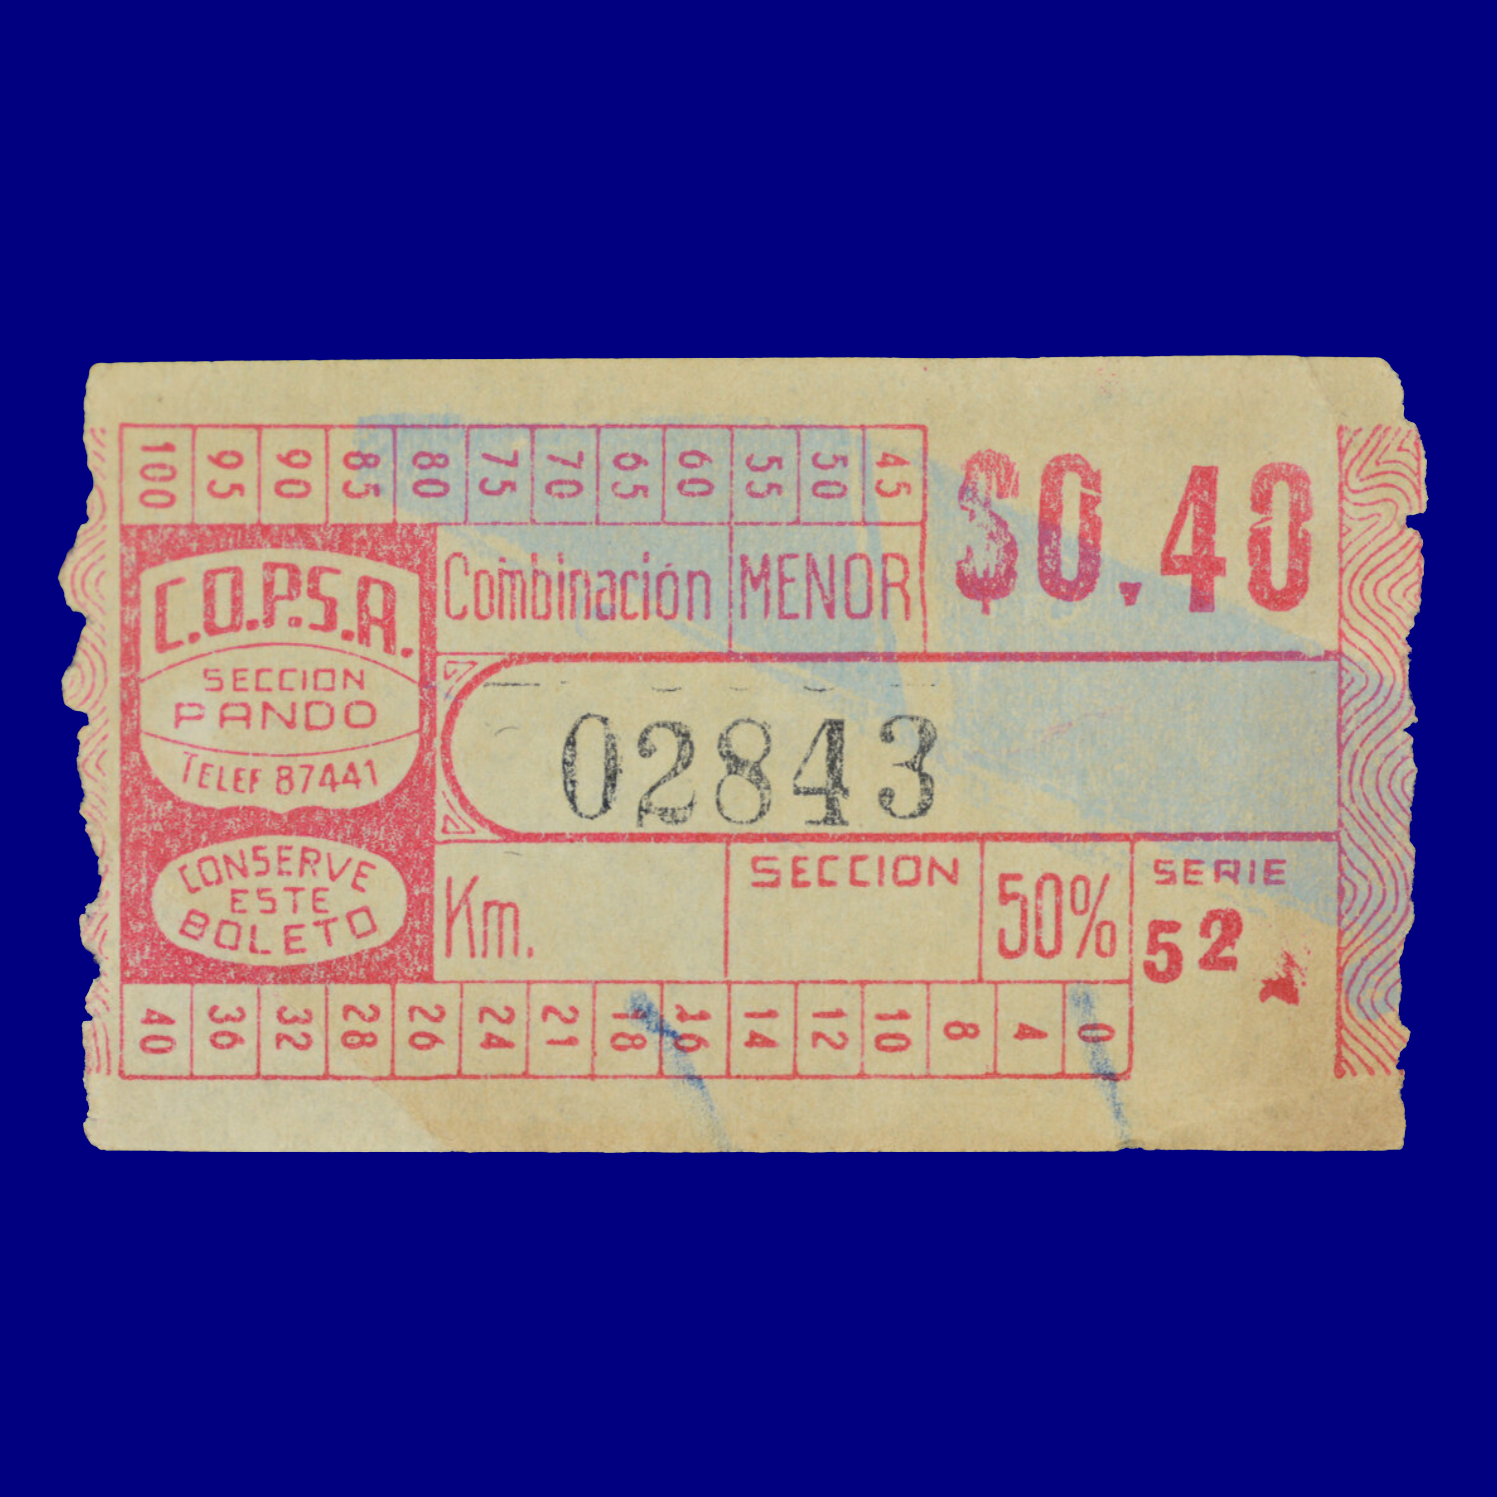 100 95 90 85 80 75 70 65 60 55 50 45
$0.40
Combinación MENOR
C.O.P.S.A.
SECCION
PANDO
TELEF 87441
02843
CONSERVE
ESTE
BOLETO
Km. SECCION 50% SERIE
52
40 36 32 28 26 24 21 18 16 14 12 10 8 4 0